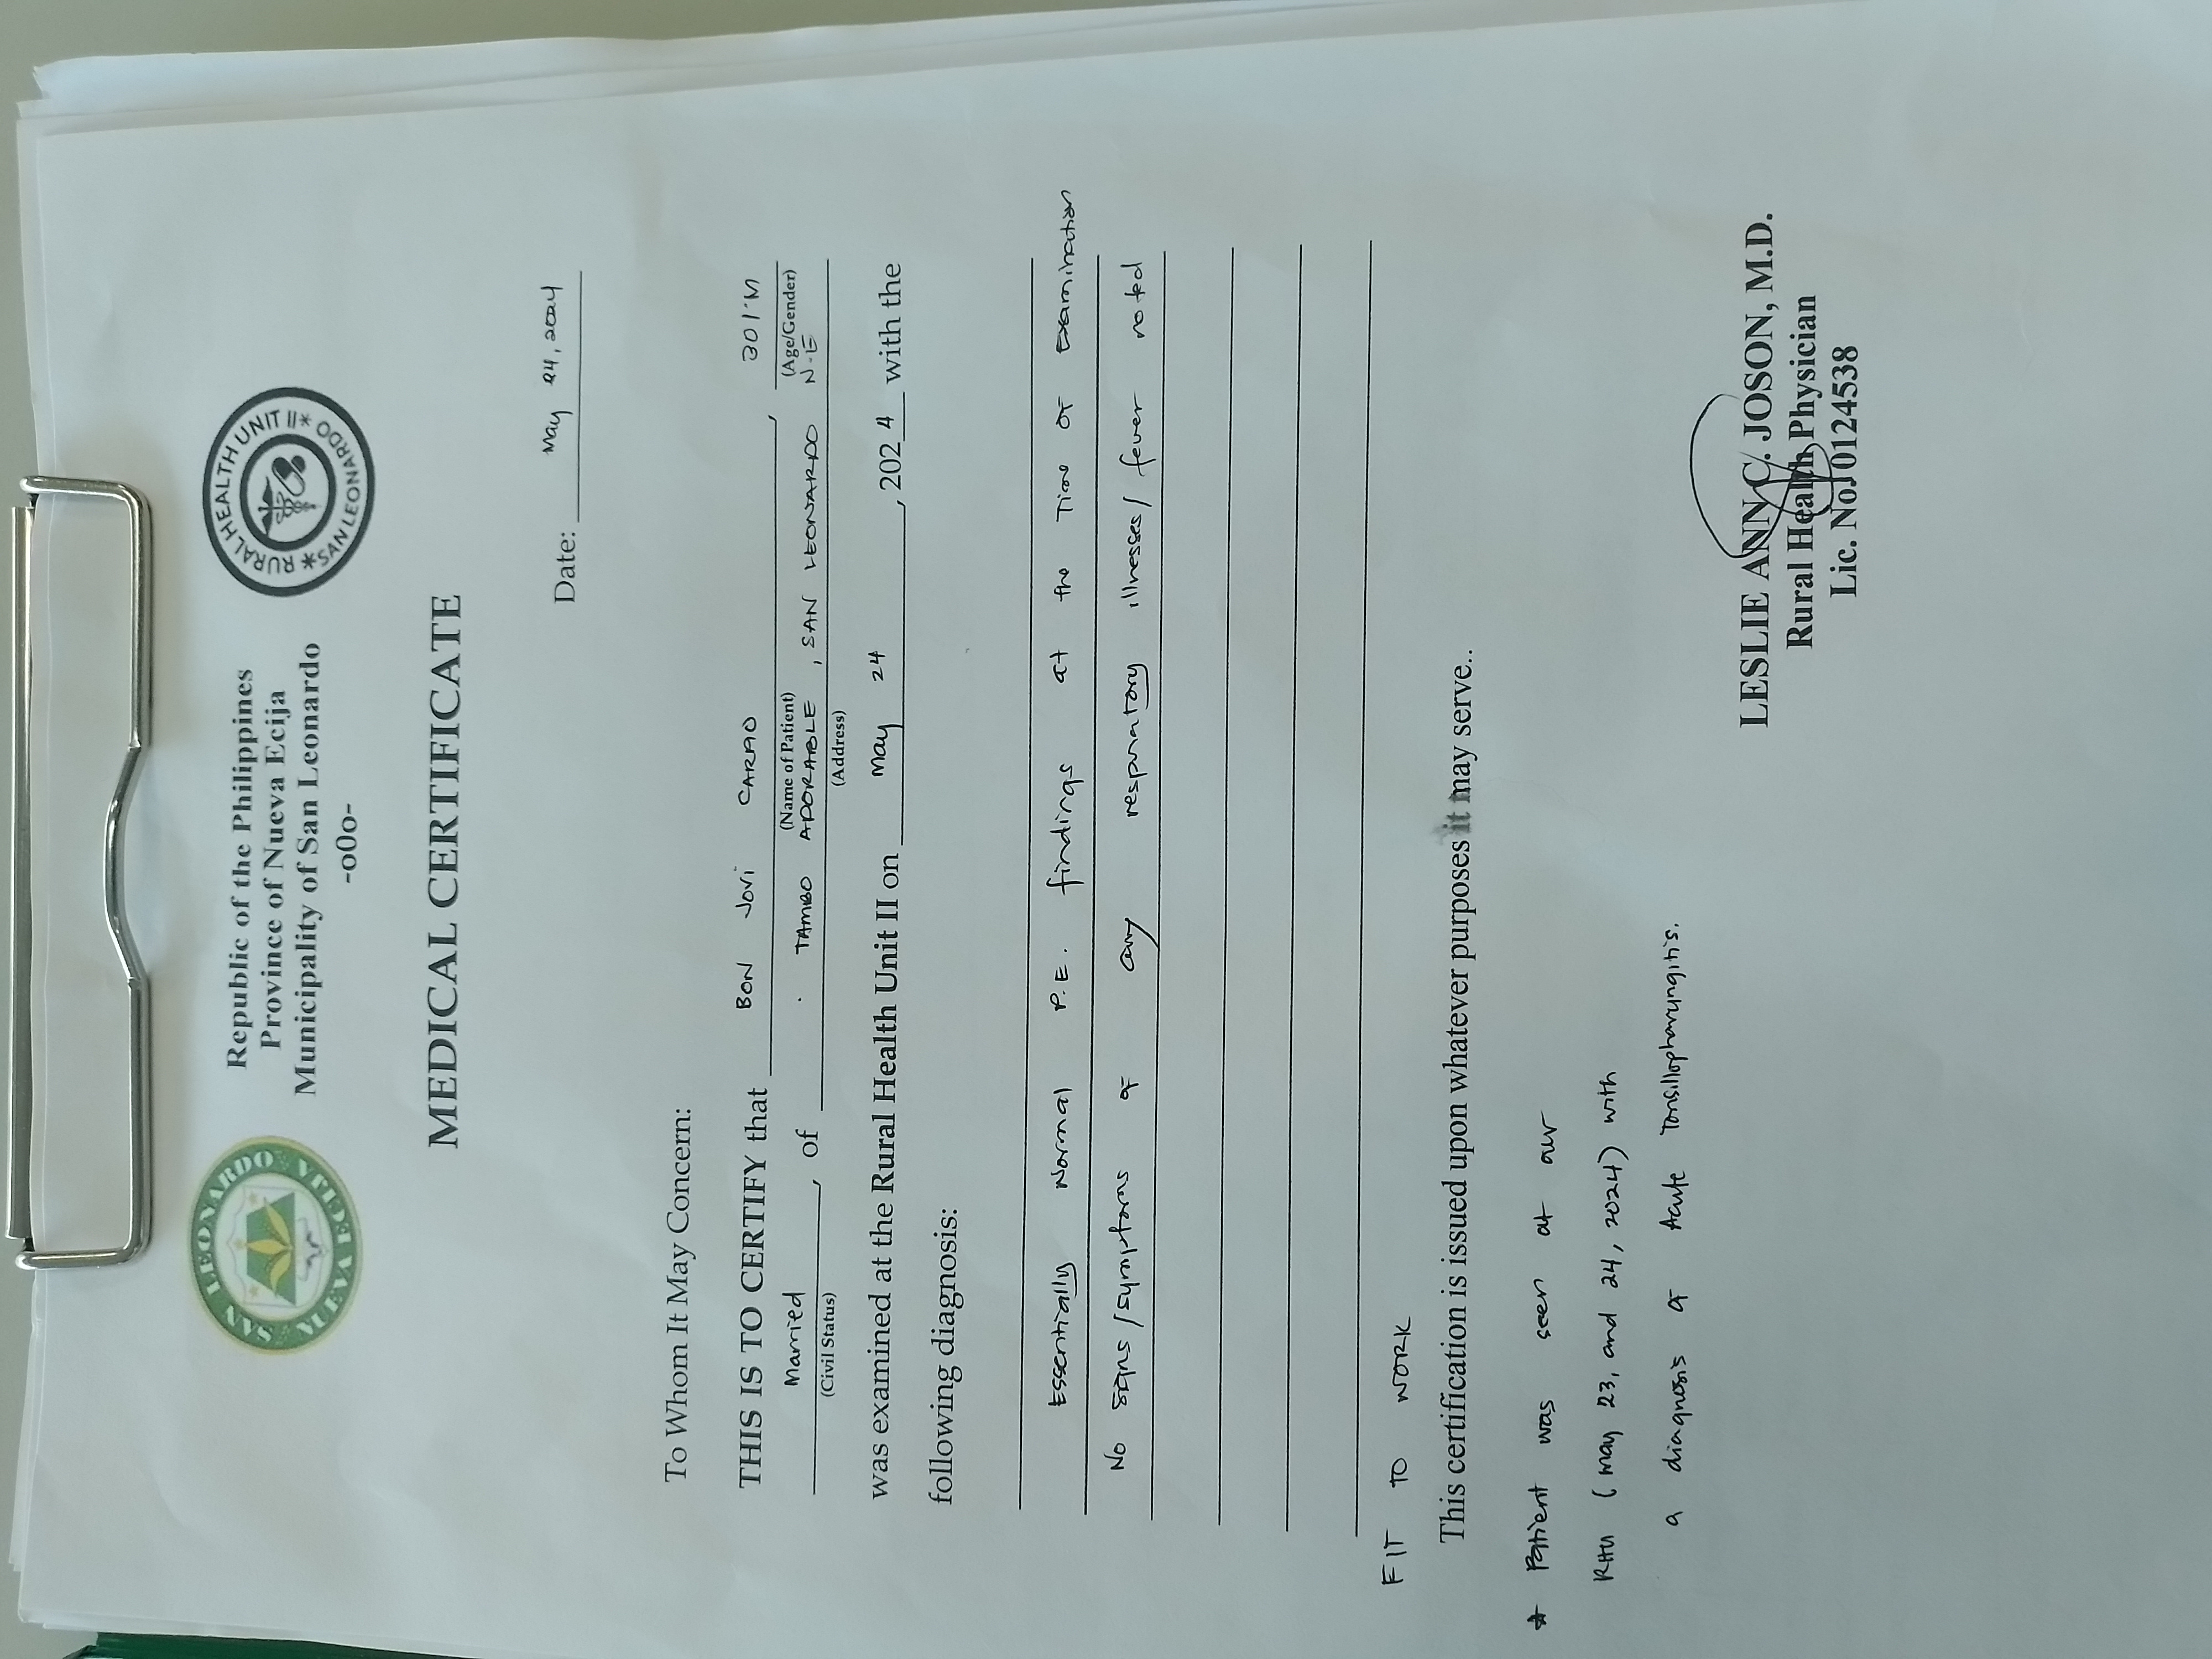 SAN LEONARDO
NUEVA ECIJA
Republic of the Philippines
Province of Nueva Ecija
Municipality of San Leonardo
-o0o-
RURAL HEALTH UNIT II
SAN LEONARDO
MEDICAL CERTIFICATE
Date: May 24, 2024
To Whom It May Concern:
THIS IS TO CERTIFY that BON JOVI , 30/M
(Name of Patient) (Age/Gender)
Married , of TAMBO ADORABLE, SAN LEONARDO N.E
(Civil Status) (Address)
was examined at the Rural Health Unit II on May 24, 2024 with the
following diagnosis:
Essentially Normal P.E. findings at the Time of Examination
No signs/symptoms of any respiratory illnesses/ fever noted
FIT TO WORK
This certification is issued upon whatever purposes it may serve..
* Patient was seen at our
RHU (May 23, and 24, 2024) with
a diagnosis of Acute Tonsillopharyngitis.
LESLIE ANN C. JOSON, M.D.
Rural Health Physician
Lic. No. 0124538